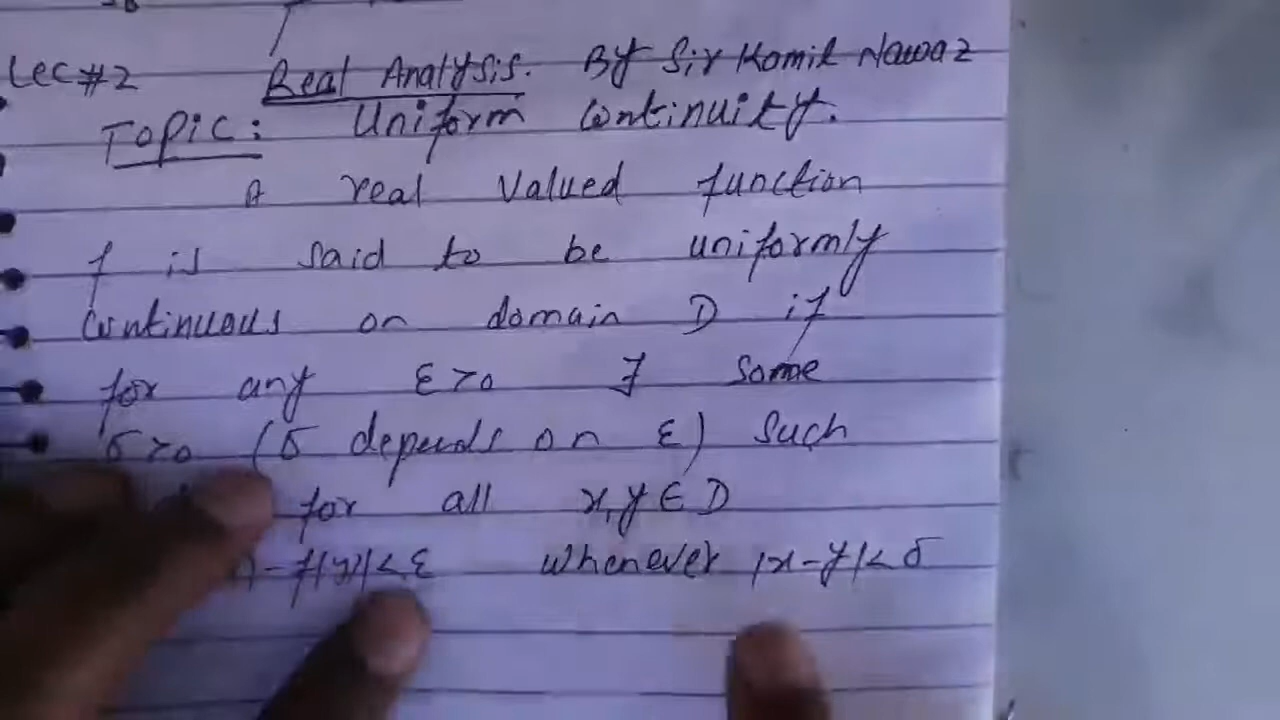 Lec#2 Real Analysis. By Sir Komil Nawaz
Topic: Uniform Continuity.
A real valued function
f is said to be uniformly
Continuous on domain D if
for any ε>0 ∃ some
δ>0 (δ depends on ε) such
for all x,y∈D
)-f(y)|<ε whenever |x-y|<δ